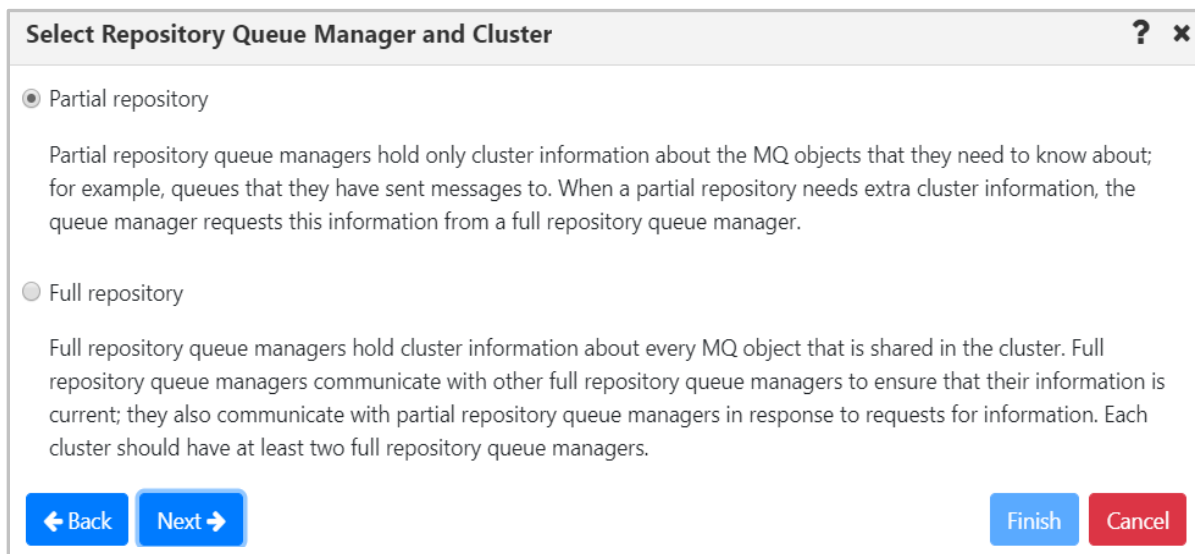 Select Repository Queue Manager and Cluster ? ×
Partial repository
Partial repository queue managers hold only cluster information about the MQ objects that they need to know about;
for example, queues that they have sent messages to. When a partial repository needs extra cluster information, the
queue manager requests this information from a full repository queue manager.
Full repository
Full repository queue managers hold cluster information about every MQ object that is shared in the cluster. Full
repository queue managers communicate with other full repository queue managers to ensure that their information is
current; they also communicate with partial repository queue managers in response to requests for information. Each
cluster should have at least two full repository queue managers.
← Back Next → Finish Cancel